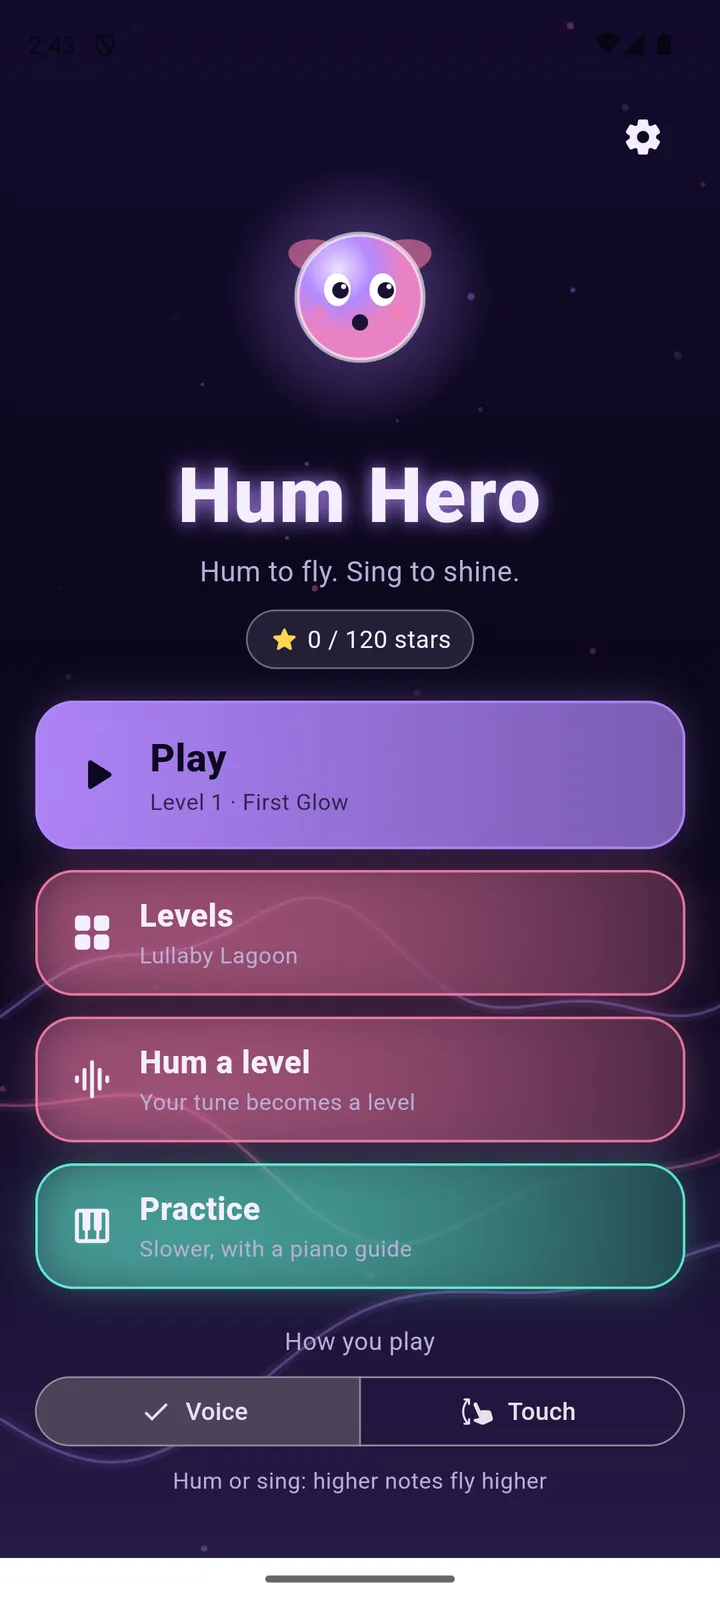 2:43
Hum Hero
Hum to fly. Sing to shine.
0 / 120 stars
Play
Level 1 · First Glow
Levels
Lullaby Lagoon
Hum a level
Your tune becomes a level
Practice
Slower, with a piano guide
How you play
Voice
Touch
Hum or sing: higher notes fly higher